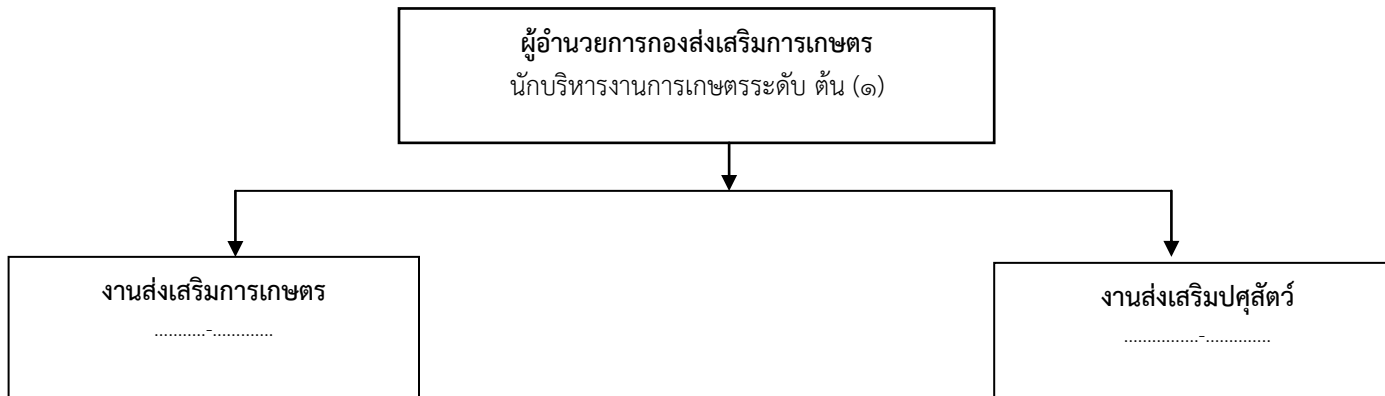 ผู้อำนวยการกองส่งเสริมการเกษตร
นักบริหารงานการเกษตรระดับ ต้น (๑)
งานส่งเสริมการเกษตร
...........-.............
งานส่งเสริมปศุสัตว์
................-..............